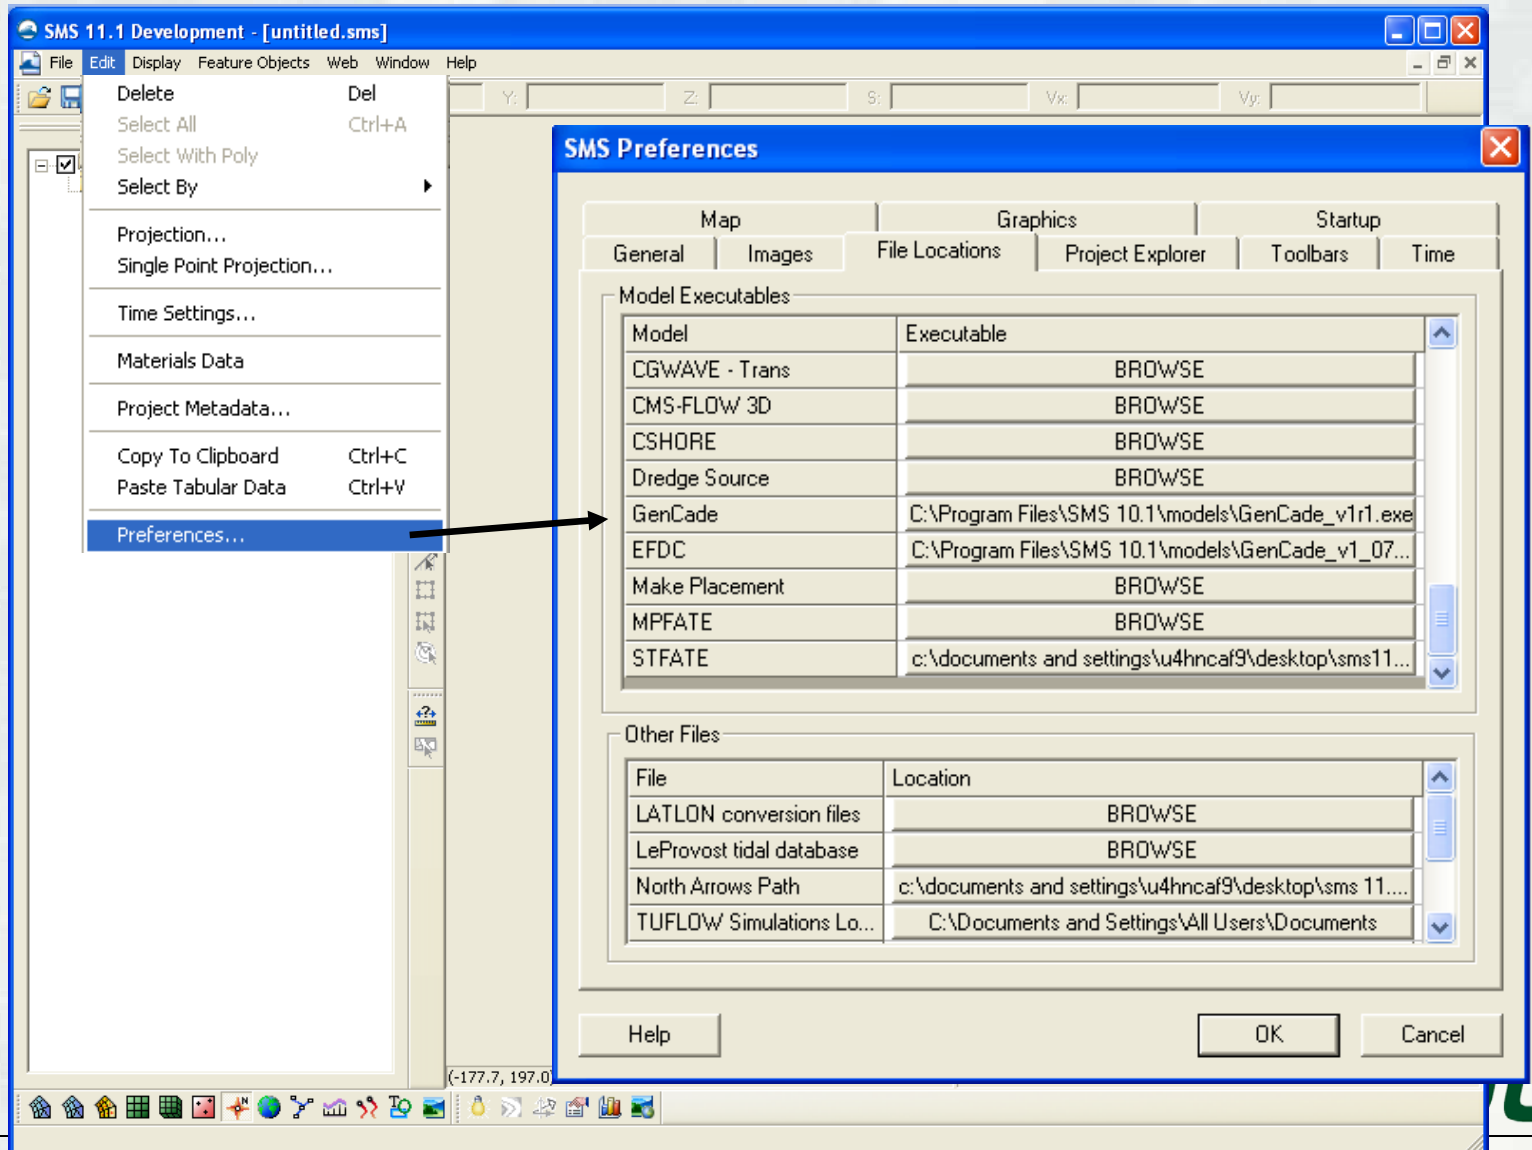 SMS 11.1 Development - [untitled.sms]
File Edit Display Feature Objects Web Window Help
Y: Z: S: Vx: Vy:
Delete Del
Select All Ctrl+A
Select With Poly
Select By
Projection...
Single Point Projection...
Time Settings...
Materials Data
Project Metadata...
Copy To Clipboard Ctrl+C
Paste Tabular Data Ctrl+V
Preferences...
SMS Preferences
Map Graphics Startup
General Images File Locations Project Explorer Toolbars Time
Model Executables
Model Executable
CGWAVE - Trans BROWSE
CMS-FLOW 3D BROWSE
CSHORE BROWSE
Dredge Source BROWSE
GenCade C:\Program Files\SMS 10.1\models\GenCade_v1r1.exe
EFDC C:\Program Files\SMS 10.1\models\GenCade_v1_07...
Make Placement BROWSE
MPFATE BROWSE
STFATE c:\documents and settings\u4hncaf9\desktop\sms11...
Other Files
File Location
LATLON conversion files BROWSE
LeProvost tidal database BROWSE
North Arrows Path c:\documents and settings\u4hncaf9\desktop\sms 11....
TUFLOW Simulations Lo... C:\Documents and Settings\All Users\Documents
Help OK Cancel
(-177.7, 197.0)